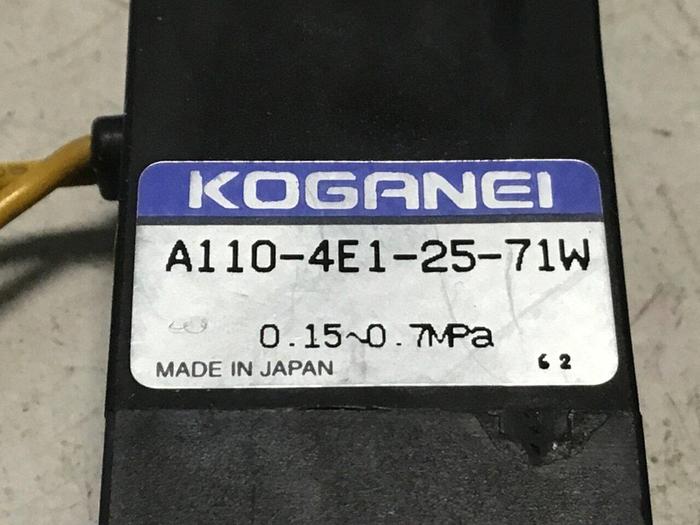 KOGANEI
A110-4E1-25-71W
0.15~0.7MPa
MADE IN JAPAN 62